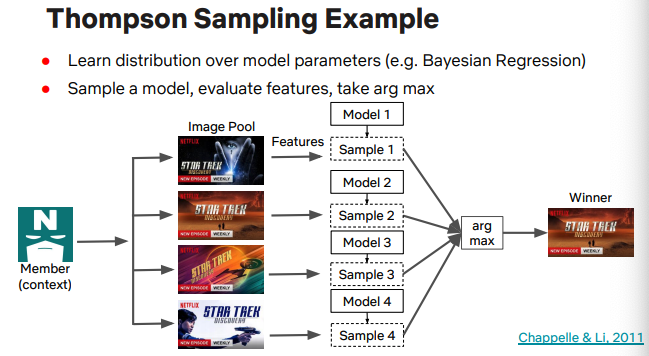 Thompson Sampling Example
● Learn distribution over model parameters (e.g. Bayesian Regression)
● Sample a model, evaluate features, take arg max
Image Pool
Features
Model 1
Sample 1
Model 2
Sample 2
Model 3
Sample 3
Model 4
Sample 4
NETFLIX
STAR TREK
DISCOVERY
NEW EPISODE WEEKLY
NETFLIX
STAR TREK
DISCOVERY
NEW EPISODE WEEKLY
NETFLIX
STAR TREK
DISCOVERY
NEW EPISODE WEEKLY
NETFLIX
STAR TREK
DISCOVERY
NEW EPISODE WEEKLY
N
Member
(context)
arg
max
Winner
NETFLIX
STAR TREK
DISCOVERY
NEW EPISODE WEEKLY
Chappelle & Li, 2011